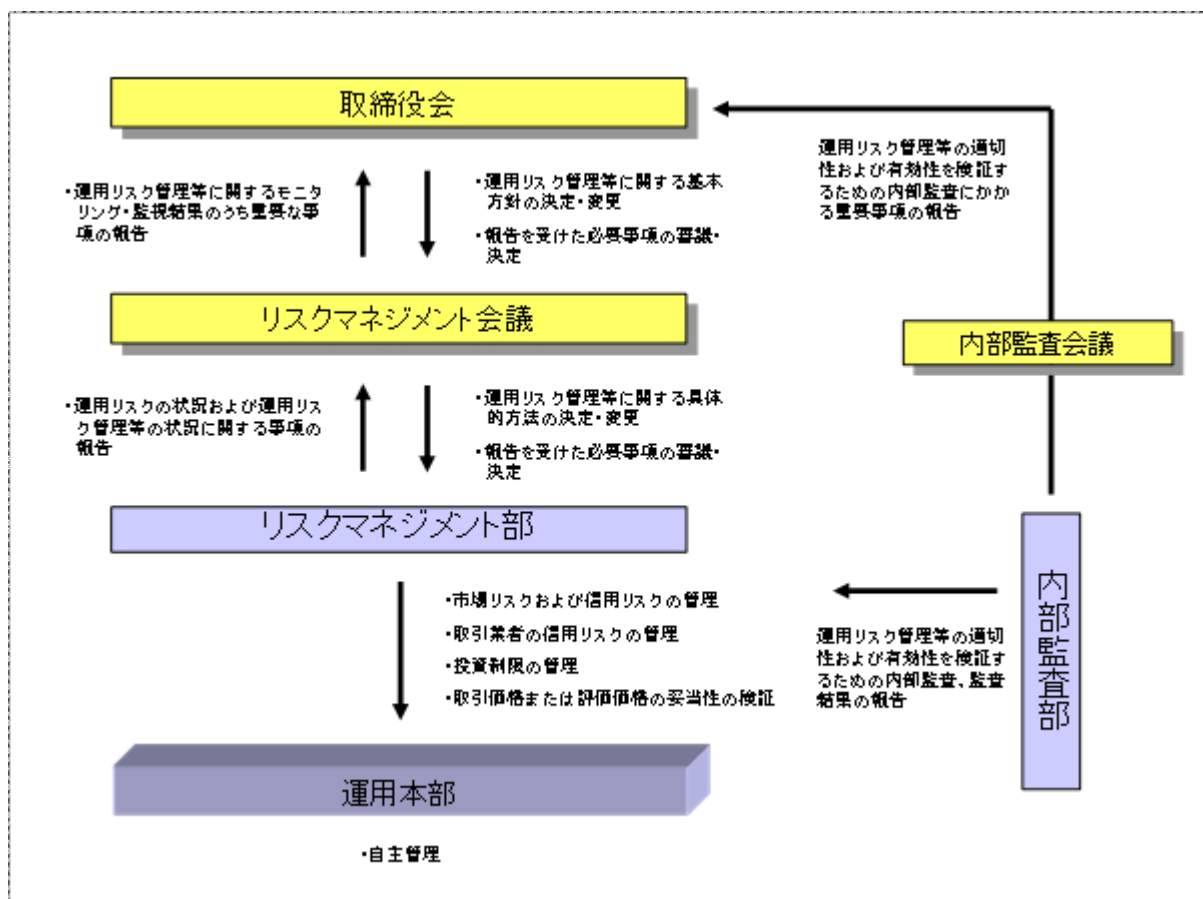 取締役会
・運用リスク管理等に関するモニ
タリング・監視結果のうち重要な事
項の報告
・運用リスク管理等に関する基本
方針の決定・変更
・報告を受けた必要事項の審議・
決定
運用リスク管理等の適切
性および有効性を検証す
るための内部監査にかか
る重要事項の報告
リスクマネジメント会議
内部監査会議
・運用リスクの状況および運用リス
ク管理等の状況に関する事項の
報告
・運用リスク管理等に関する具体
的方法の決定・変更
・報告を受けた必要事項の審議・
決定
リスクマネジメント部
内部監査部
・市場リスクおよび信用リスクの管理
・取引業者の信用リスクの管理
・投資制限の管理
・取引価格または評価価格の妥当性の検証
運用リスク管理等の適切
性および有効性を検証す
るための内部監査、監査
結果の報告
運用本部
・自主管理